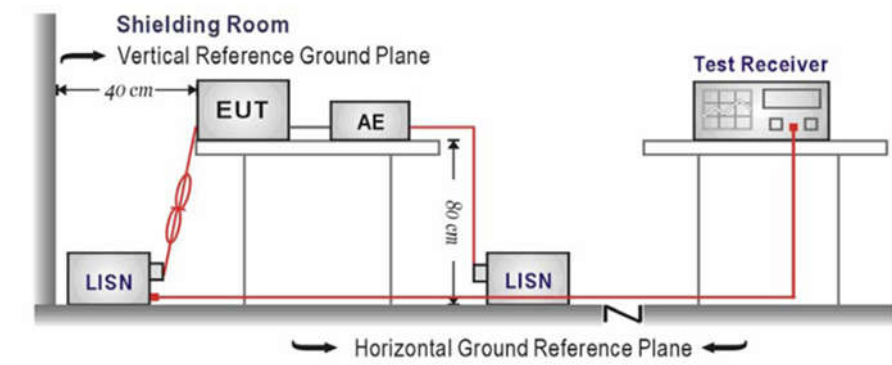 Shielding Room
Vertical Reference Ground Plane
Test Receiver
40 cm
EUT
AE
80 cm
LISN
LISN
Horizontal Ground Reference Plane